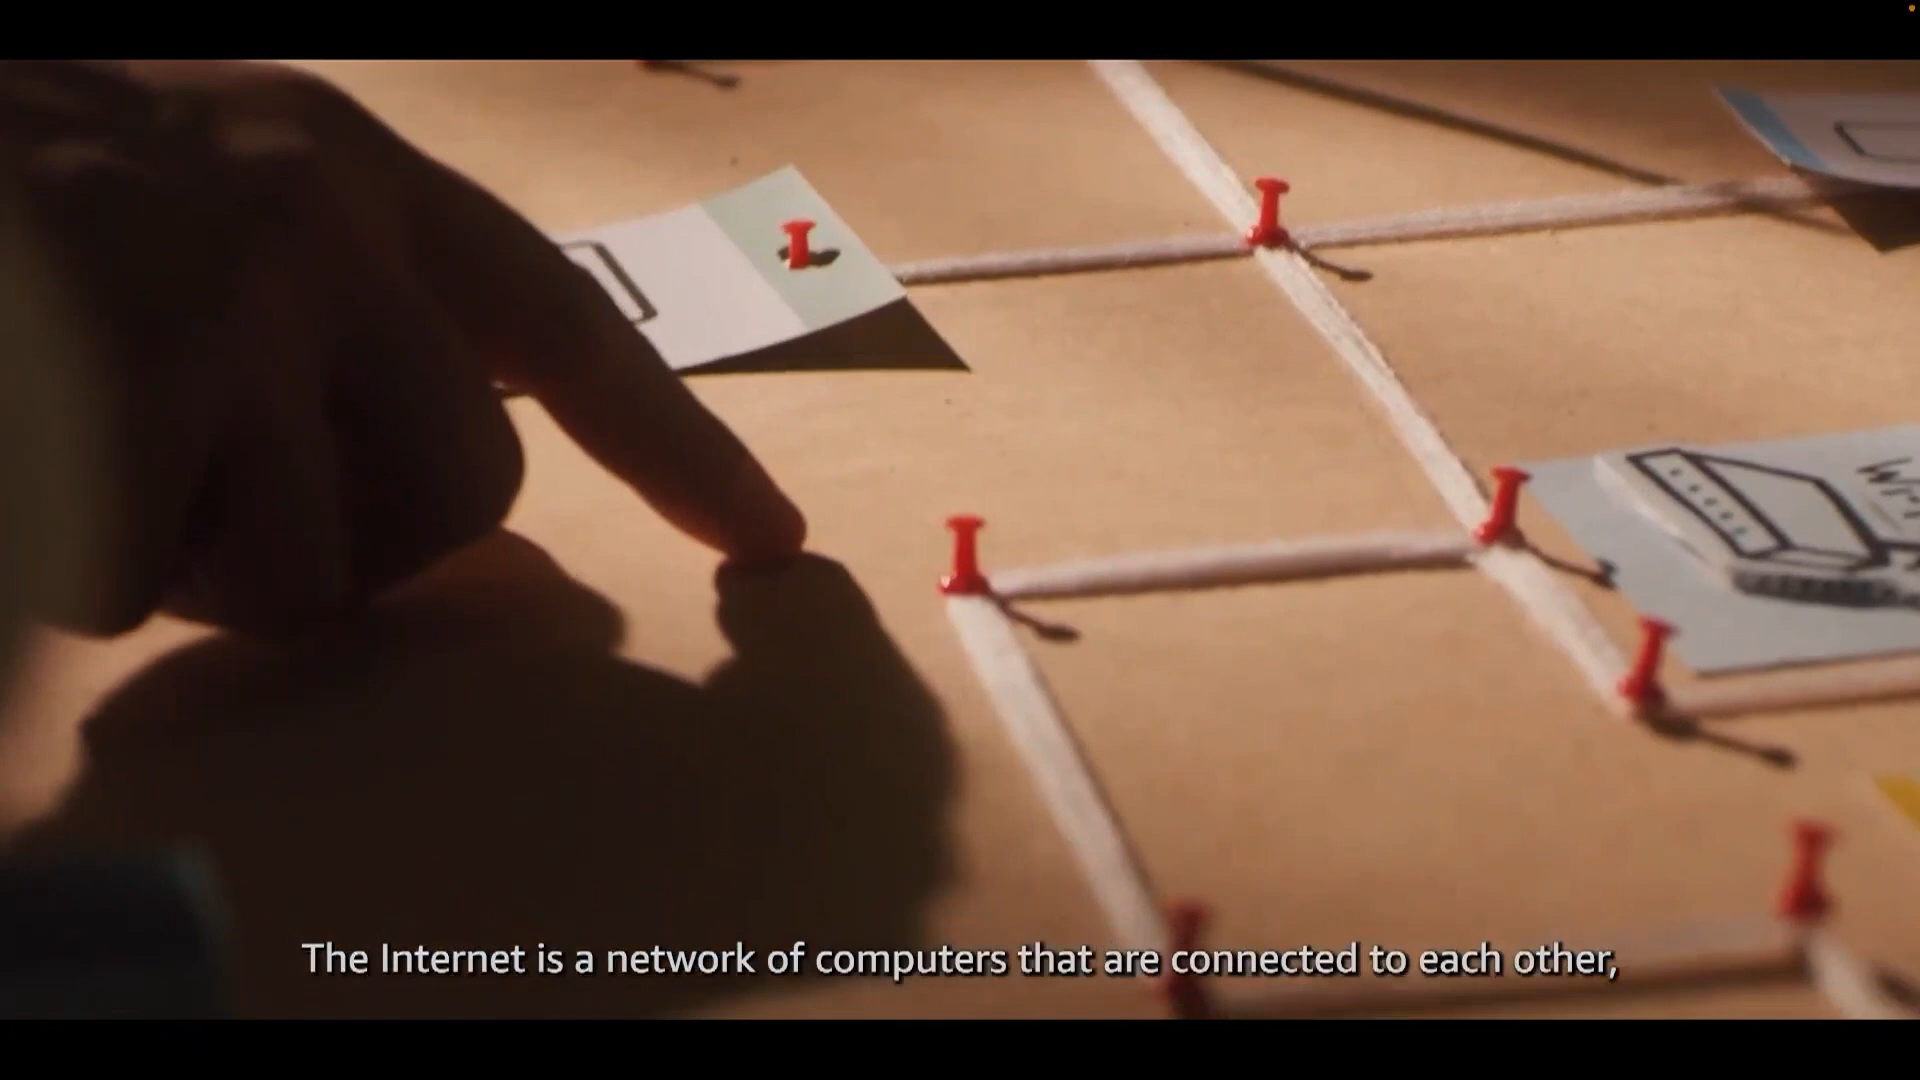 The Internet is a network of computers that are connected to each other,